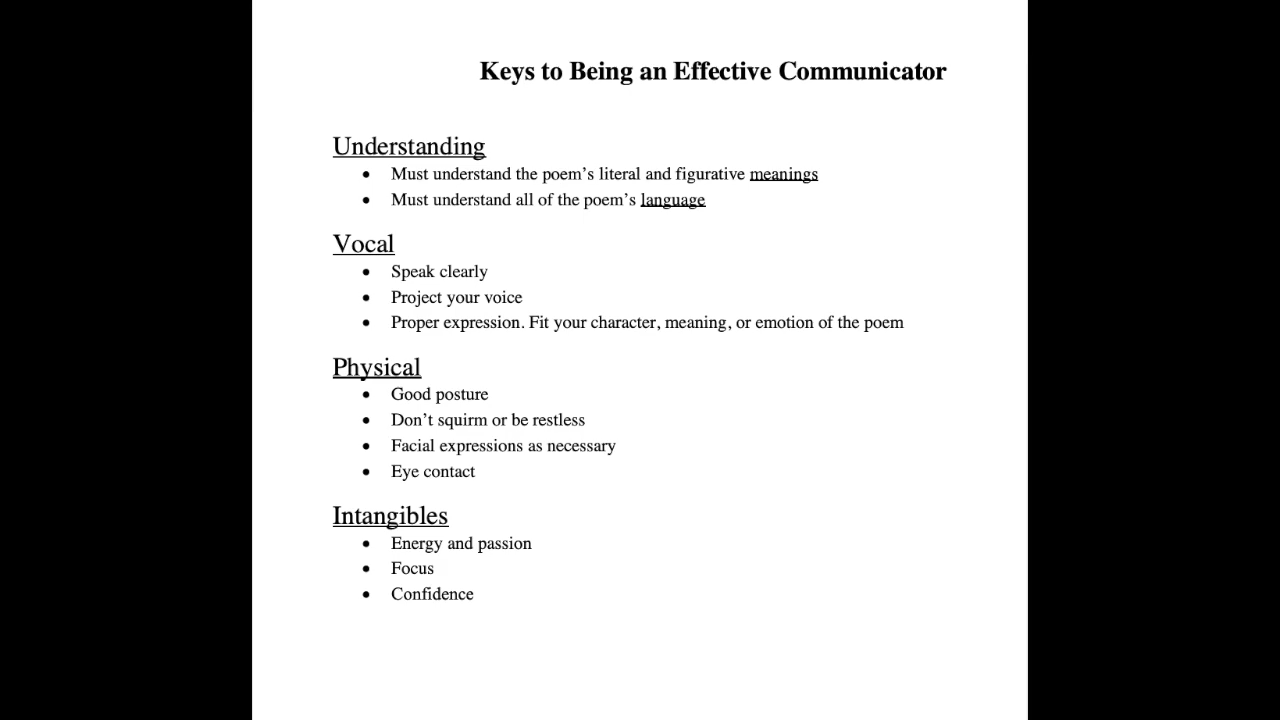 Keys to Being an Effective Communicator
Understanding
• Must understand the poem’s literal and figurative meanings
• Must understand all of the poem’s language
Vocal
• Speak clearly
• Project your voice
• Proper expression. Fit your character, meaning, or emotion of the poem
Physical
• Good posture
• Don’t squirm or be restless
• Facial expressions as necessary
• Eye contact
Intangibles
• Energy and passion
• Focus
• Confidence